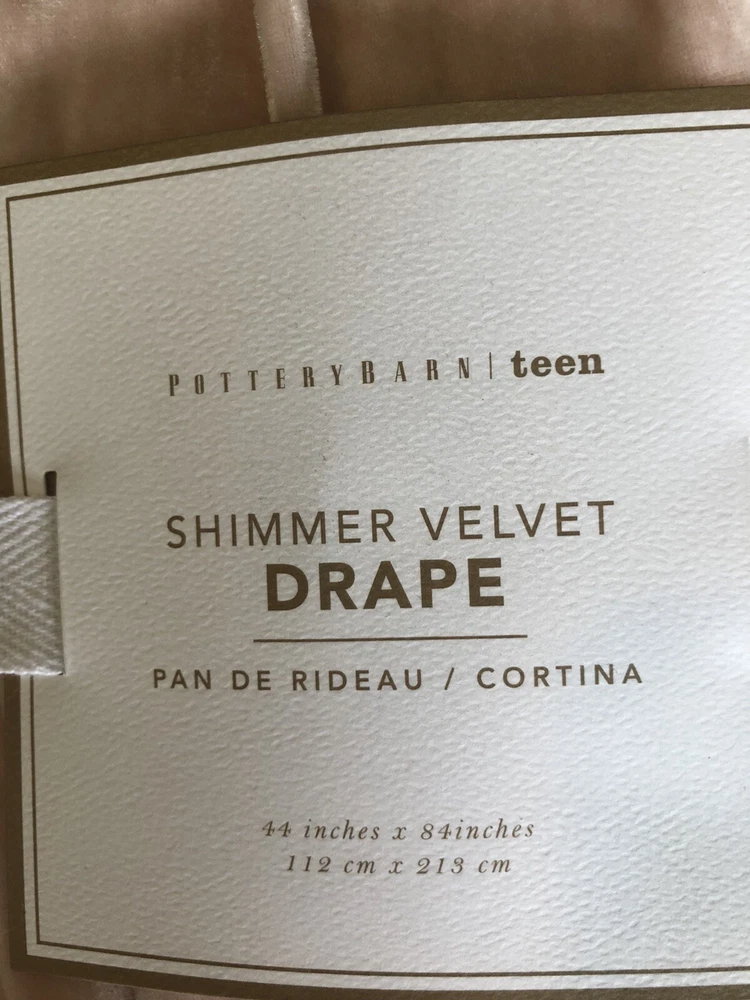 POTTERYBARN | teen
SHIMMER VELVET
DRAPE
PAN DE RIDEAU / CORTINA
44 inches x 84inches
112 cm x 213 cm